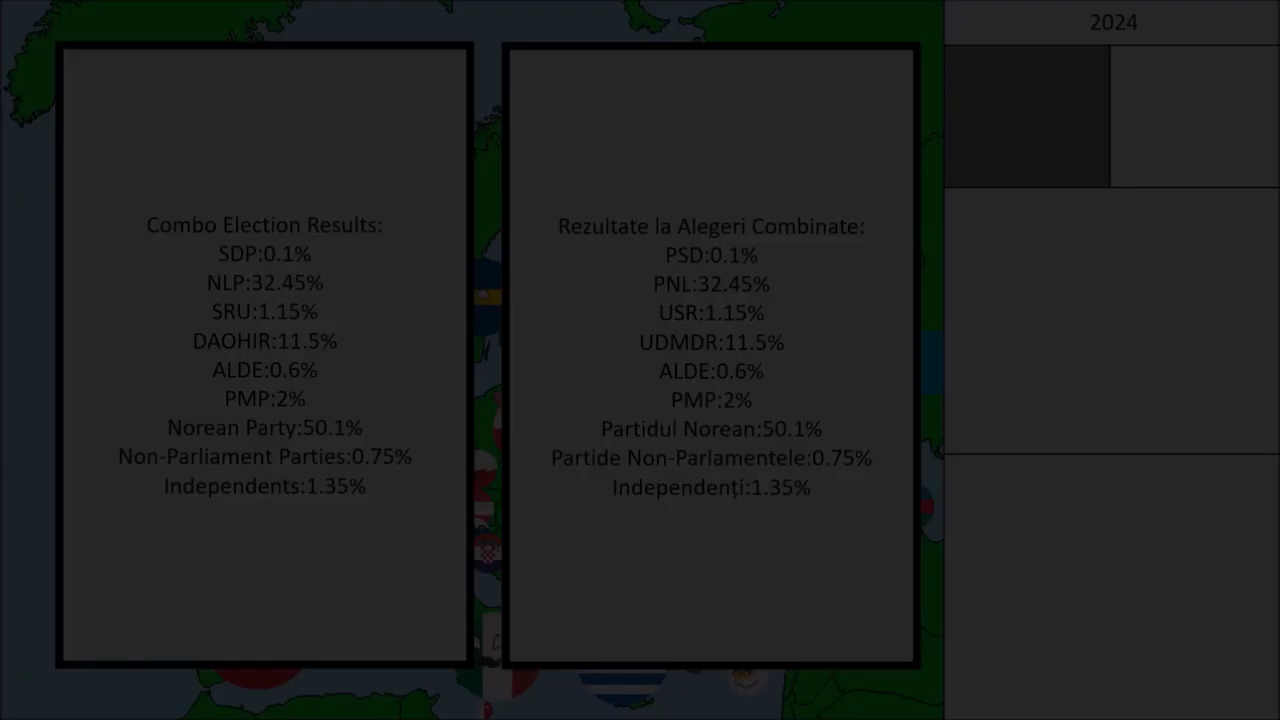 2024
Combo Election Results:
SDP:0.1%
NLP:32.45%
SRU:1.15%
DAOHIR:11.5%
ALDE:0.6%
PMP:2%
Norean Party:50.1%
Non-Parliament Parties:0.75%
Independents:1.35%
Rezultate la Alegeri Combinate:
PSD:0.1%
PNL:32.45%
USR:1.15%
UDMDR:11.5%
ALDE:0.6%
PMP:2%
Partidul Norean:50.1%
Partide Non-Parlamentele:0.75%
Independenți:1.35%